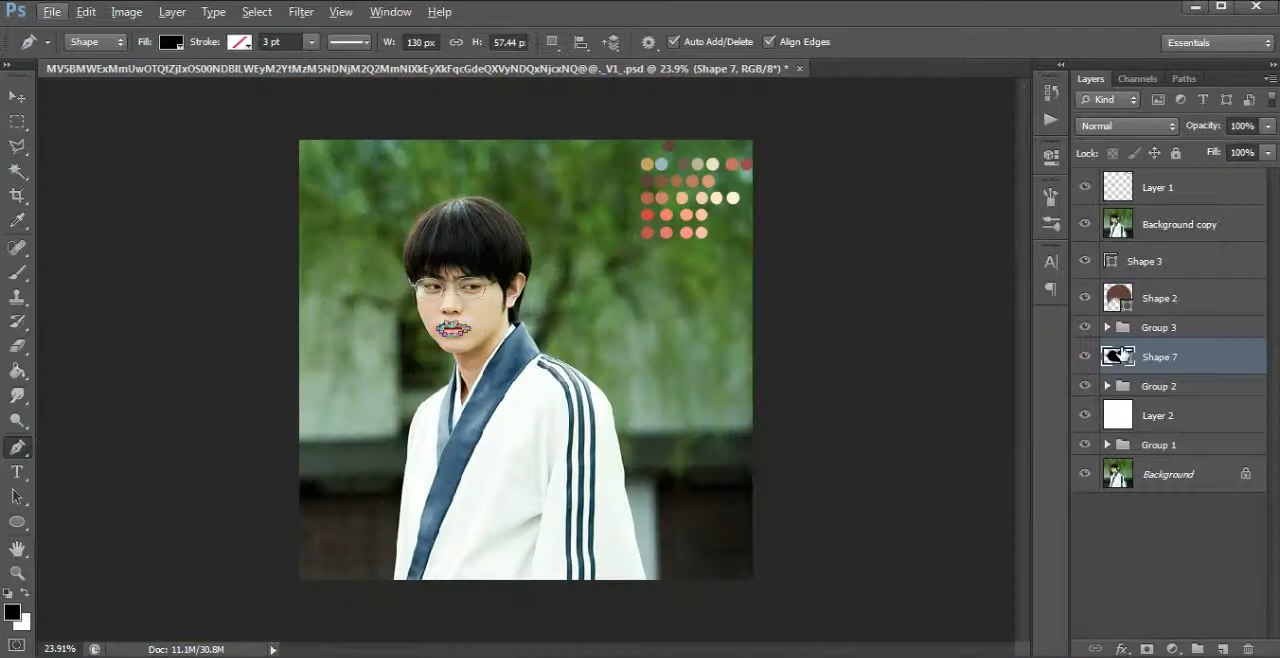 Ps File Edit Image Layer Type Select Filter View Window Help
Shape Fill: Stroke: 3 pt W: 130 px H: 57.44 p Auto Add/Delete Align Edges Essentials
@ 23.9% (Shape 7, RGB/8*) * ×
Layers Channels Paths
Kind
Normal Opacity: 100%
Lock: Fill: 100%
Layer 1
Background copy
Shape 3
Shape 2
Group 3
Shape 7
Group 2
Layer 2
Group 1
Background
23.91% Doc: 11.1M/30.8M